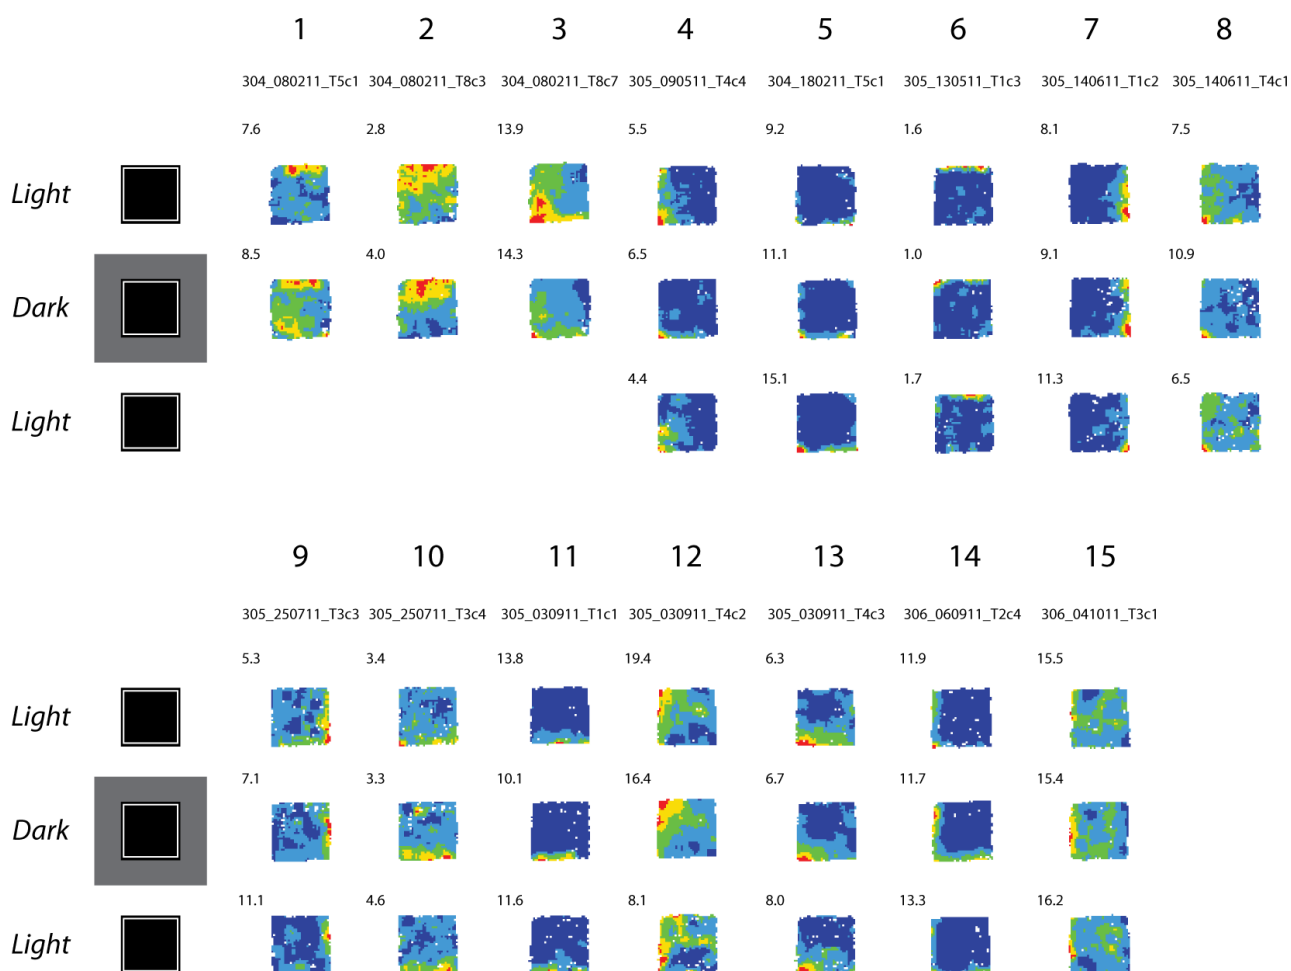 1 2 3 4 5 6 7 8
304_080211_T5c1 304_080211_T8c3 304_080211_T8c7 305_090511_T4c4 304_180211_T5c1 305_130511_T1c3 305_140611_T1c2 305_140611_T4c1
7.6 2.8 13.9 5.5 9.2 1.6 8.1 7.5
Light
8.5 4.0 14.3 6.5 11.1 1.0 9.1 10.9
Dark
4.4 15.1 1.7 11.3 6.5
Light
9 10 11 12 13 14 15
305_250711_T3c3 305_250711_T3c4 305_030911_T1c1 305_030911_T4c2 305_030911_T4c3 306_060911_T2c4 306_041011_T3c1
5.3 3.4 13.8 19.4 6.3 11.9 15.5
Light
7.1 3.3 10.1 16.4 6.7 11.7 15.4
Dark
11.1 4.6 11.6 8.1 8.0 13.3 16.2
Light